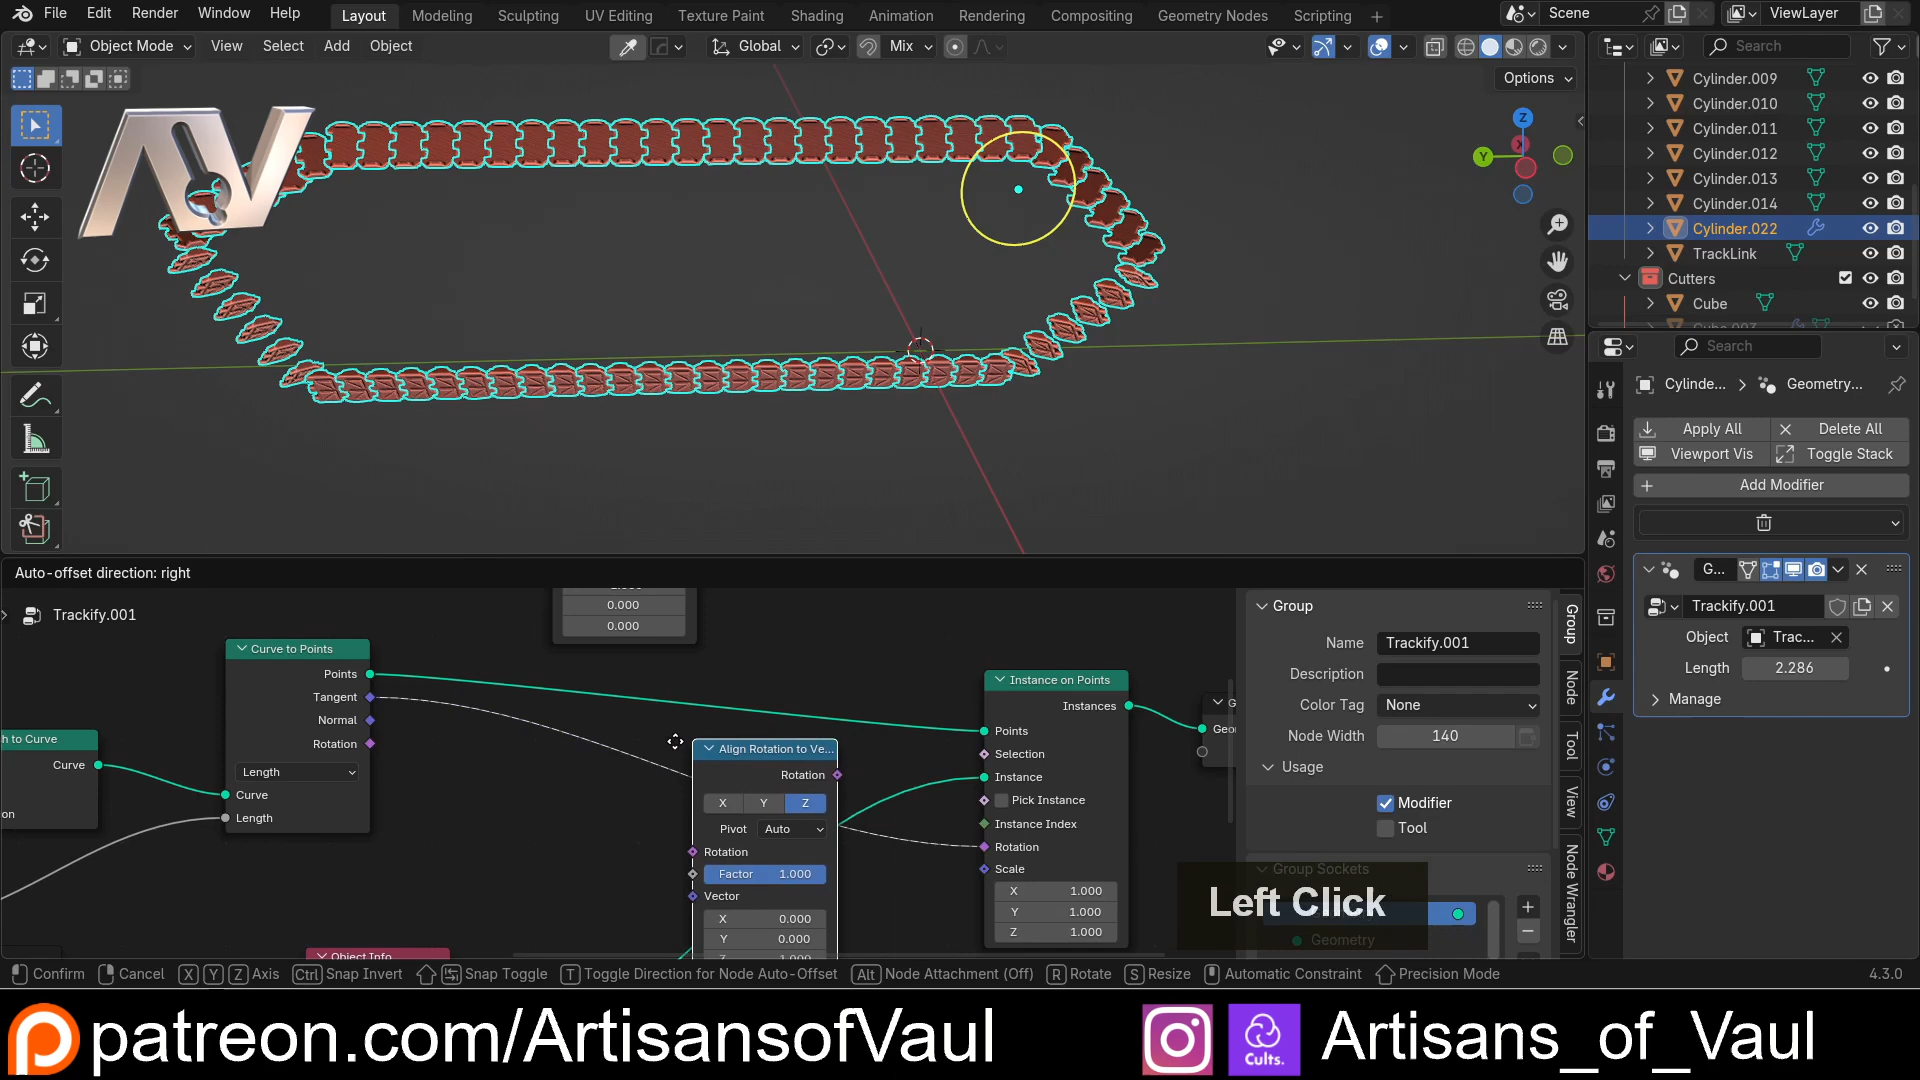 File Edit Render Window Help Layout Modeling Sculpting UV Editing Texture Paint Shading Animation Rendering Compositing Geometry Nodes Scripting + Scene ViewLayer
Object Mode View Select Add Object Global Mix Search
Options
Cylinder.009
Cylinder.010
Cylinder.011
Cylinder.012
Cylinder.013
Cylinder.014
Cylinder.022
TrackLink
Cutters
Cube
Z
Y
X
AV
Search
Cylinde... > Geometry...
Apply All Delete All
Viewport Vis Toggle Stack
Add Modifier
G...
Trackify.001
Object Trac...
Length 2.286
Manage
Auto-offset direction: right
Trackify.001
0.000
0.000
Curve to Points
Points
Tangent
Normal
Rotation
Length
Curve
Length
h to Curve
Curve
on
Object Info
Align Rotation to Ve...
Rotation
X Y Z
Pivot Auto
Rotation
Factor 1.000
Vector
X 0.000
Y 0.000
Instance on Points
Instances
Points
Selection
Instance
Pick Instance
Instance Index
Rotation
Scale
X 1.000
Y 1.000
Z 1.000
G
Geor
Group
Name Trackify.001
Description
Color Tag None
Node Width 140
Usage
Modifier
Tool
Group Sockets
Geometry
Group
Node
Tool
View
Node Wrangler
Left Click
Confirm Cancel X Y Z Axis Ctrl Snap Invert Snap Toggle T Toggle Direction for Node Auto-Offset Alt Node Attachment (Off) R Rotate S Resize Automatic Constraint Precision Mode 4.3.0
patreon.com/ArtisansofVaul Cults. Artisans_of_Vaul